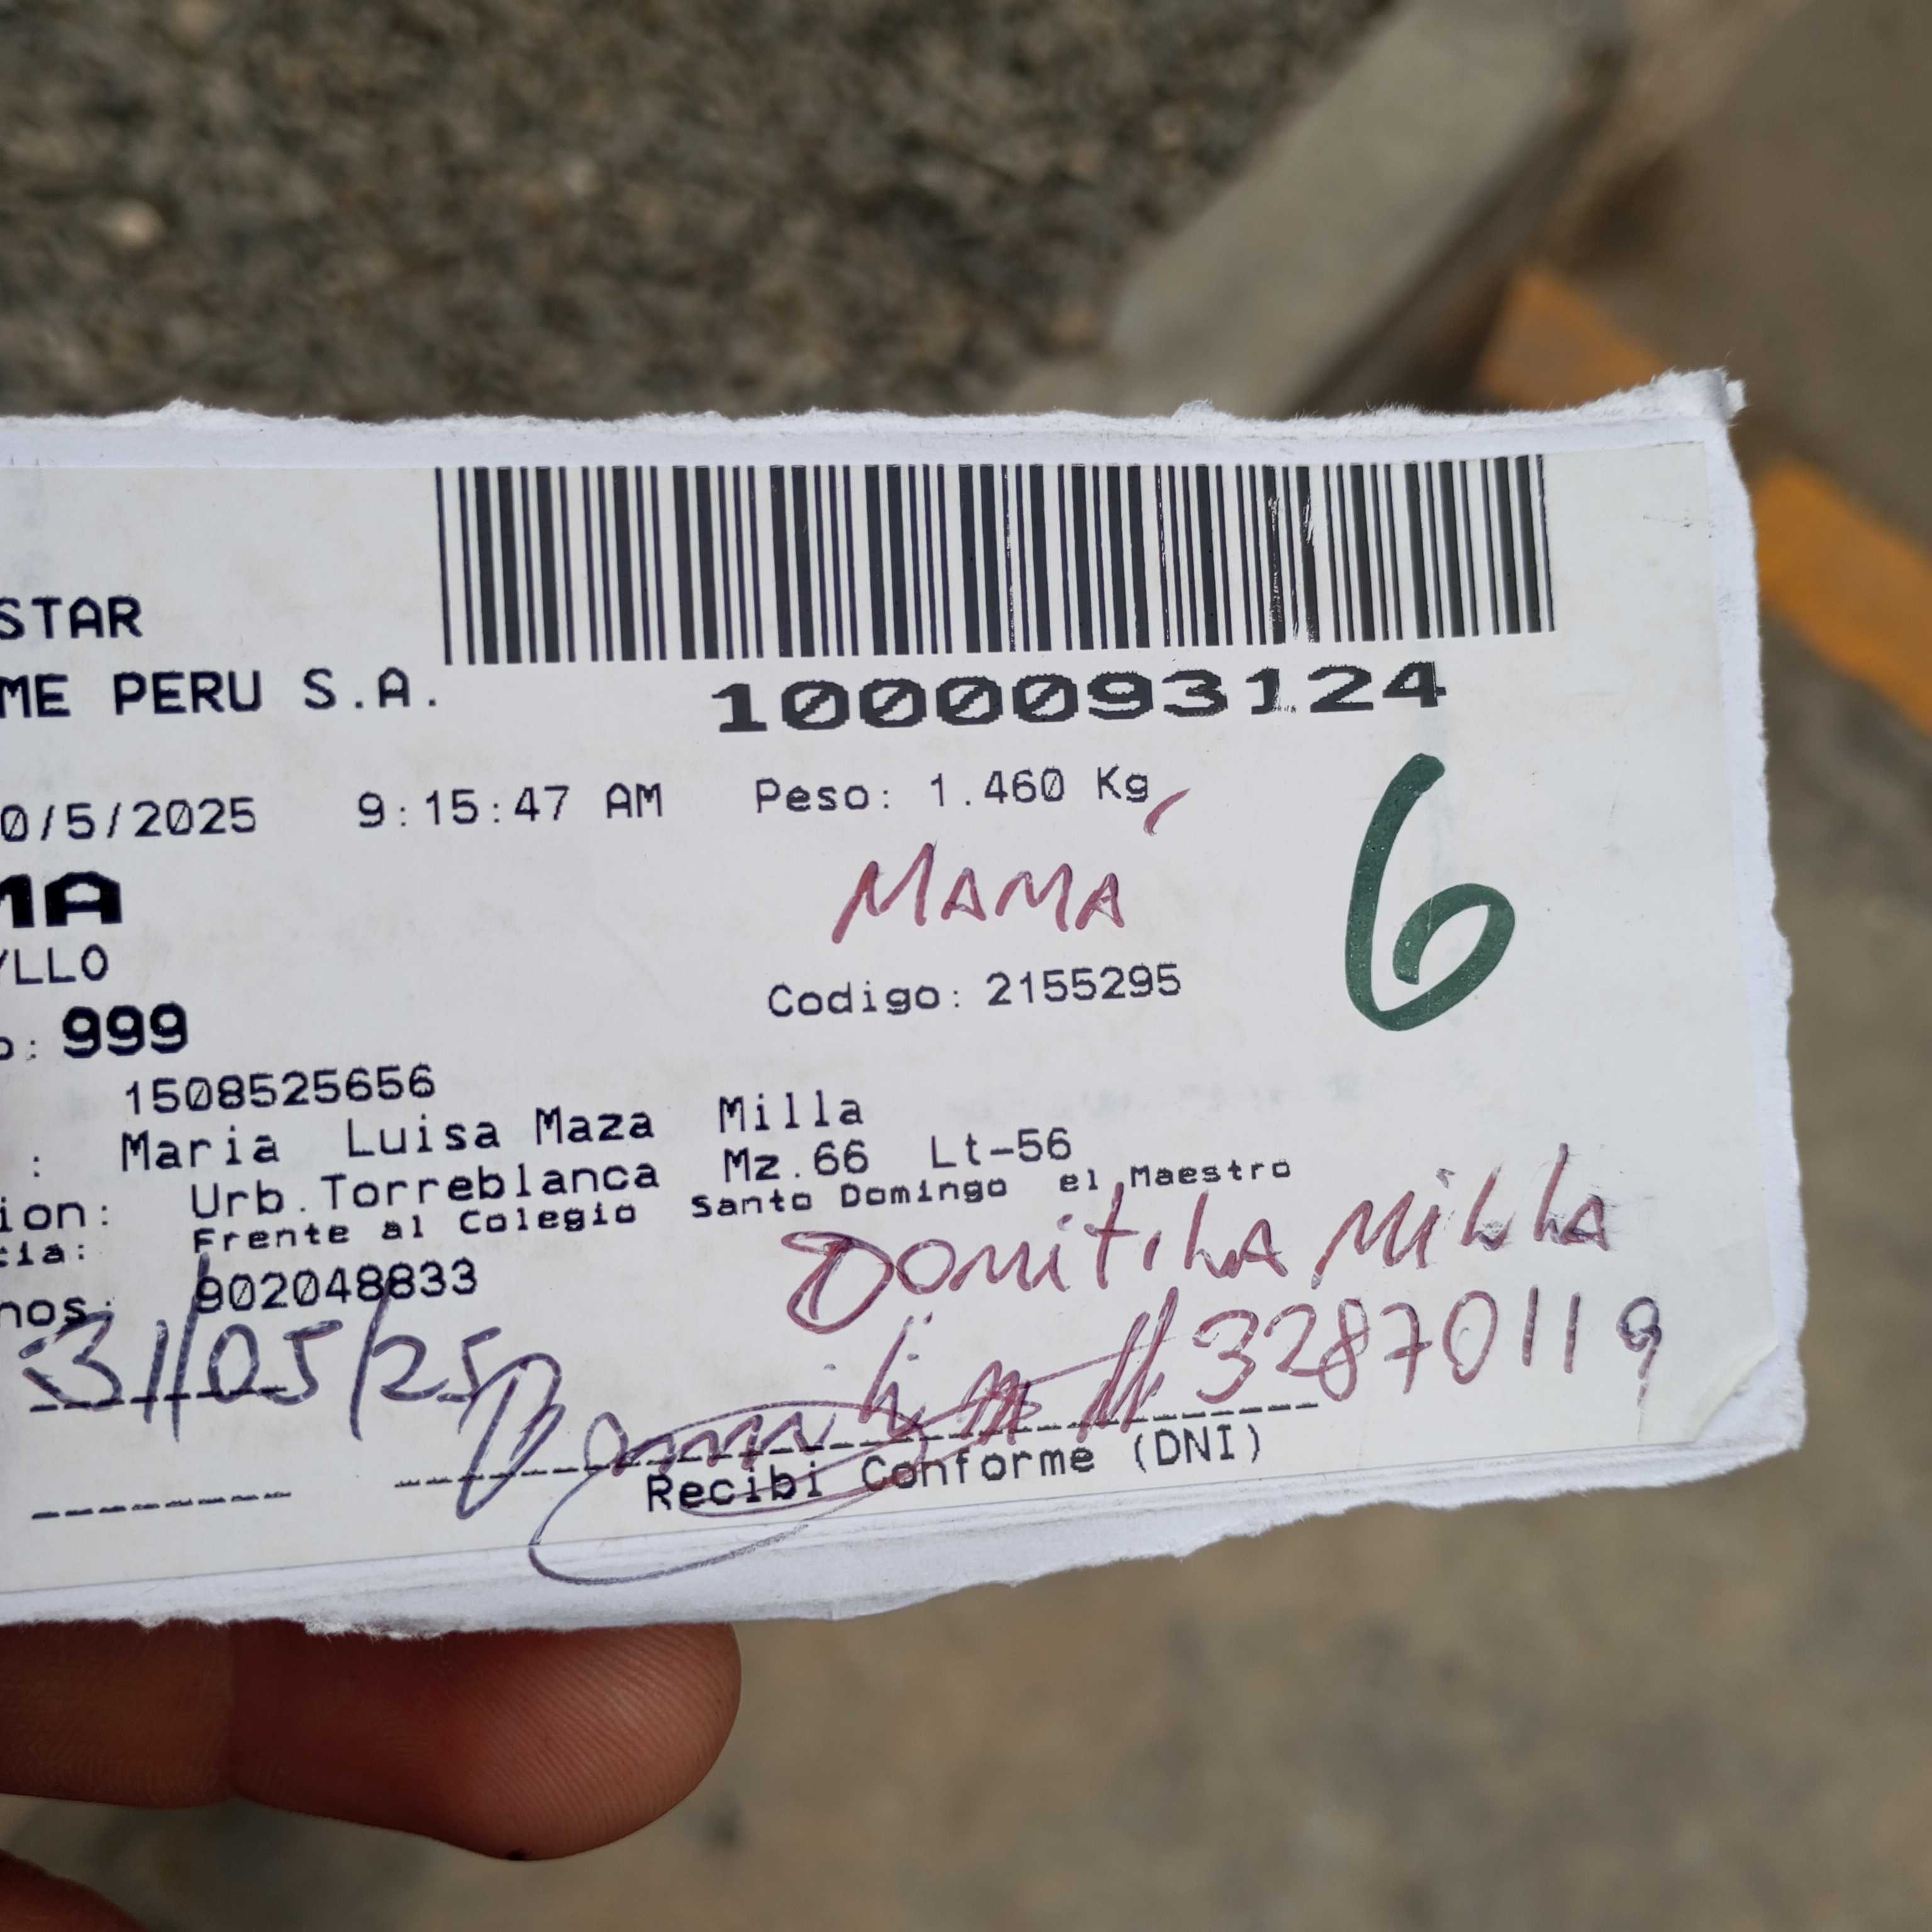 STAR
ME PERU S.A.
1000093124
0/5/2025 9:15:47 AM Peso: 1.460 Kg
MA
MAMÁ
6
YLLO
Codigo: 2155295
o: 999
1508525656
: Maria Luisa Maza Milla
ion: Urb.Torreblanca Mz.66 Lt-56
cia: Frente al Colegio Santo Domingo el Maestro
nos: 902048833
Domitila Milla
31/05/25
32870119
Recibi Conforme (DNI)